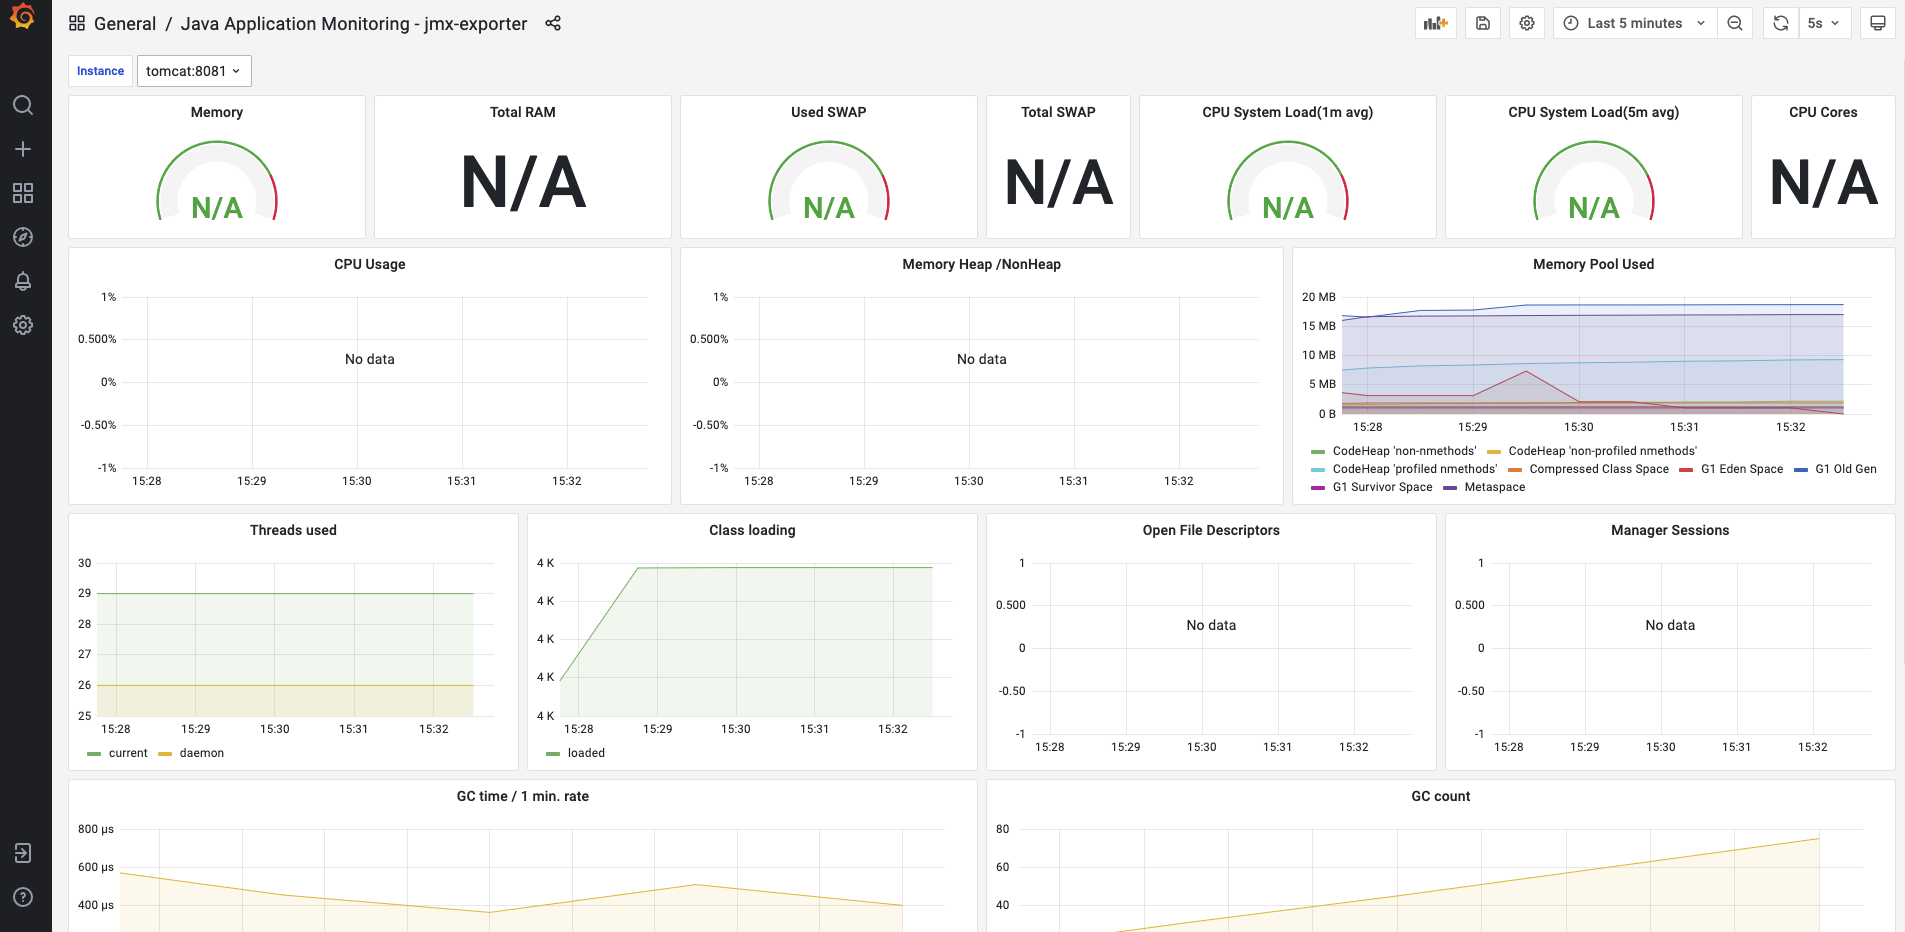 General / Java Application Monitoring - jmx-exporter
Last 5 minutes
5s
Instance
tomcat:8081
Memory
N/A
Total RAM
N/A
Used SWAP
N/A
Total SWAP
N/A
CPU System Load(1m avg)
N/A
CPU System Load(5m avg)
N/A
CPU Cores
N/A
CPU Usage
1%
0.500%
No data
0%
-0.50%
-1%
15:28 15:29 15:30 15:31 15:32
Memory Heap /NonHeap
1%
0.500%
No data
0%
-0.50%
-1%
15:28 15:29 15:30 15:31 15:32
Memory Pool Used
20 MB
15 MB
10 MB
5 MB
0 B
15:28 15:29 15:30 15:31 15:32
CodeHeap 'non-nmethods' CodeHeap 'non-profiled nmethods'
CodeHeap 'profiled nmethods' Compressed Class Space G1 Eden Space G1 Old Gen
G1 Survivor Space Metaspace
Threads used
30
29
28
27
26
25
15:28 15:29 15:30 15:31 15:32
current daemon
Class loading
4 K
4 K
4 K
4 K
4 K
15:28 15:29 15:30 15:31 15:32
loaded
Open File Descriptors
1
0.500
No data
0
-0.50
-1
15:28 15:29 15:30 15:31 15:32
Manager Sessions
1
0.500
No data
0
-0.50
-1
15:28 15:29 15:30 15:31 15:32
GC time / 1 min. rate
800 µs
600 µs
400 µs
GC count
80
60
40